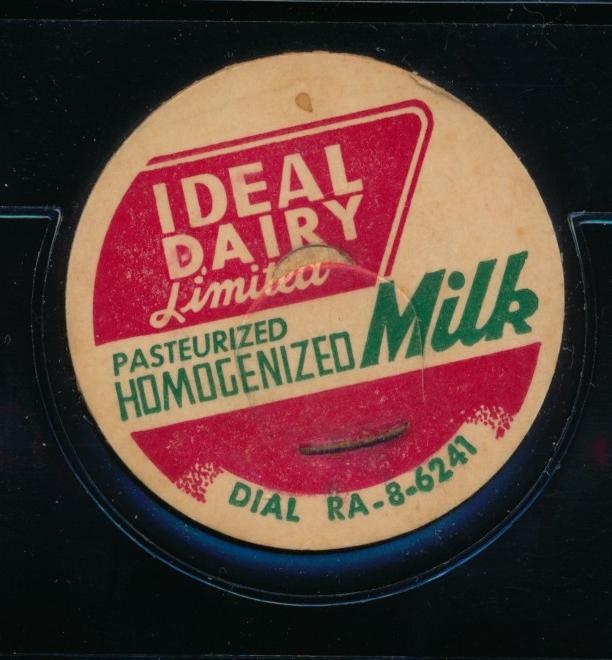 IDEAL
DAIRY
Limited
PASTEURIZED
HOMOGENIZED Milk
DIAL RA-8-6241